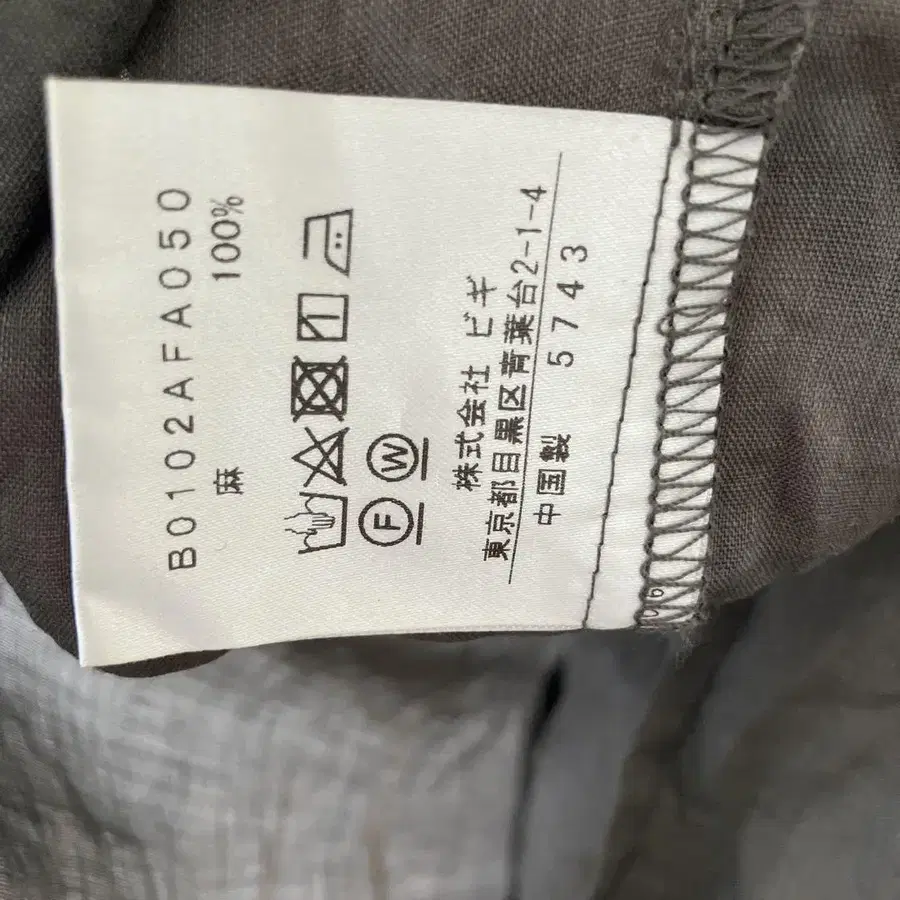 B0102AFA050
麻 100%
W
F
株式会社 ビギ
東京都目黒区青葉台2-1-4
中国製 5743